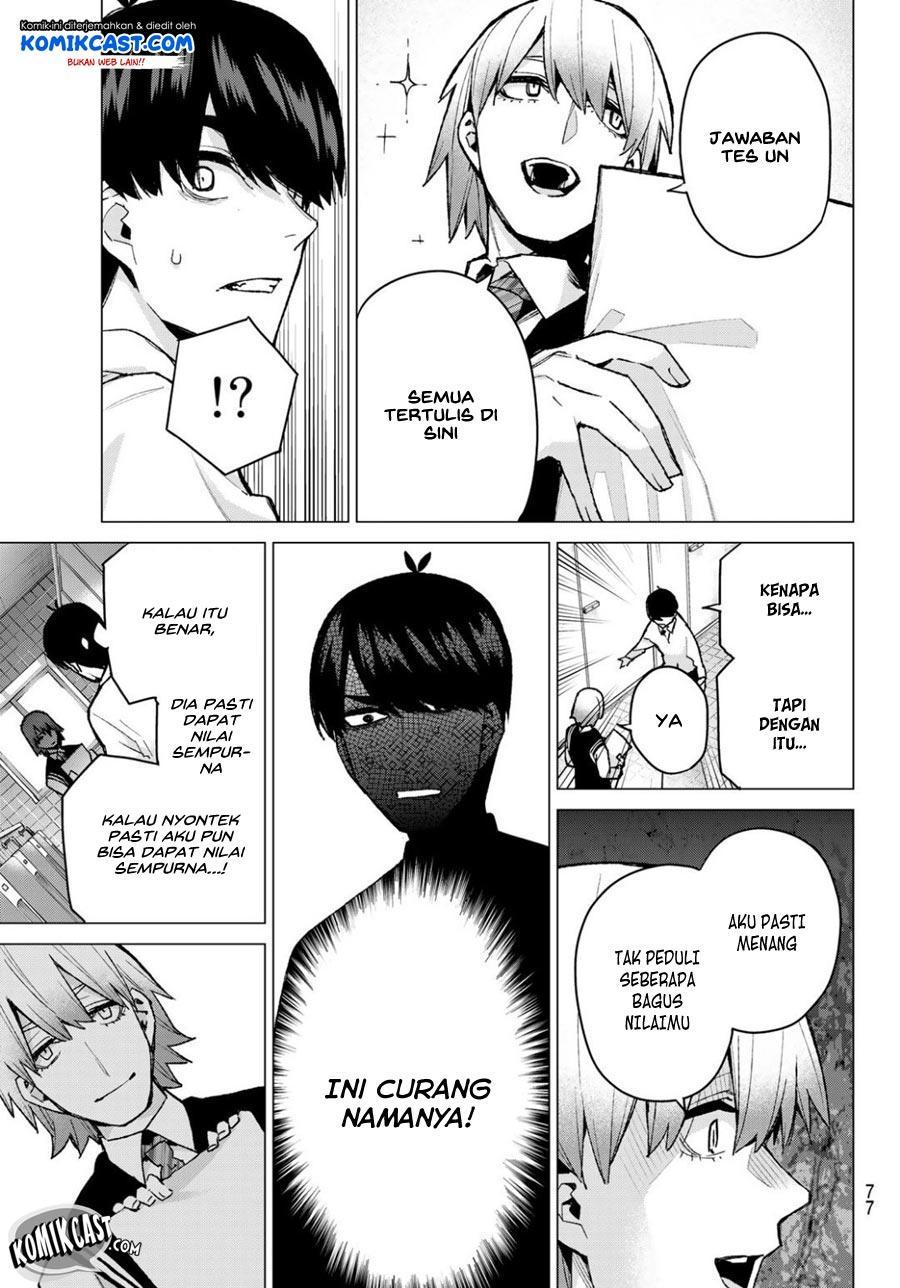 Komik ini diterjemahkan & diedit oleh
KOMIKCAST.COM
BUKAN WEB LAIN!!
JAWABAN
TES UN
SEMUA
TERTULIS DI
SINI
!?
KENAPA
BISA...
TAPI
DENGAN
ITU...
YA
KALAU ITU
BENAR,
DIA PASTI
DAPAT
NILAI
SEMPUR-
NA
KALAU NYONTEK
PASTI AKU PUN
BISA DAPAT NILAI
SEMPURNA...!
AKU PASTI
MENANG
TAK PEDULI
SEBERAPA
BAGUS
NILAIMU
INI CURANG
NAMANYA!
77
KOMIKCAST.COM